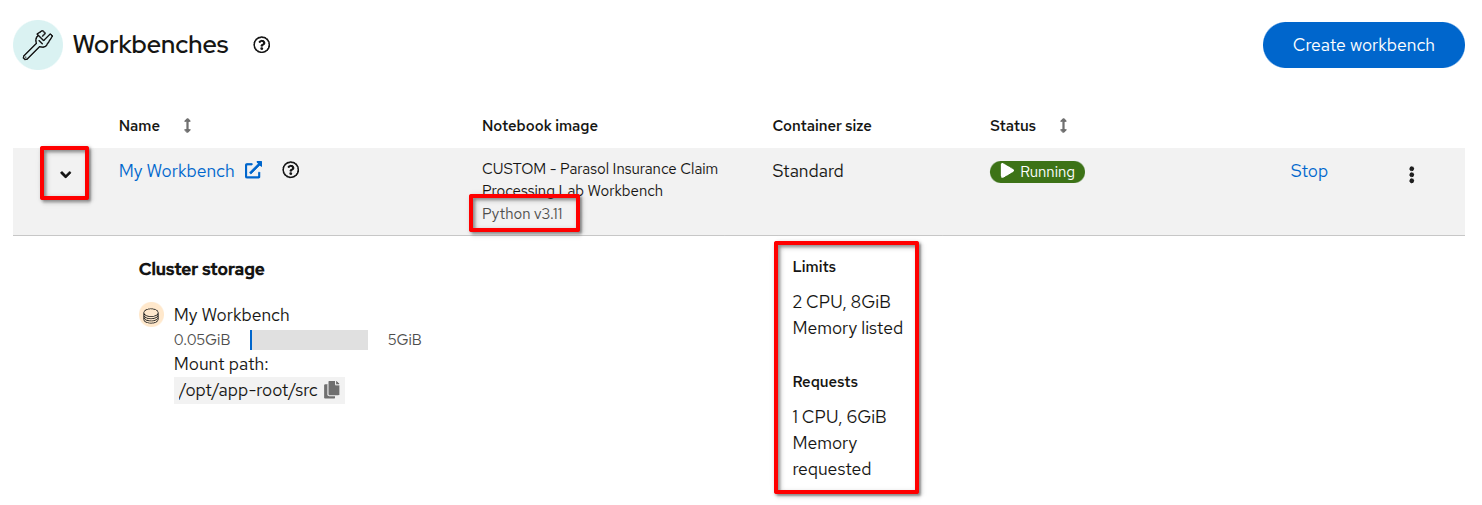 Workbenches
Create workbench
Name
Notebook image
Container size
Status
My Workbench
CUSTOM - Parasol Insurance Claim
Processing Lab Workbench
Python v3.11
Standard
Running
Stop
Cluster storage
My Workbench
0.05GiB
5GiB
Mount path:
/opt/app-root/src
Limits
2 CPU, 8GiB
Memory listed
Requests
1 CPU, 6GiB
Memory
requested